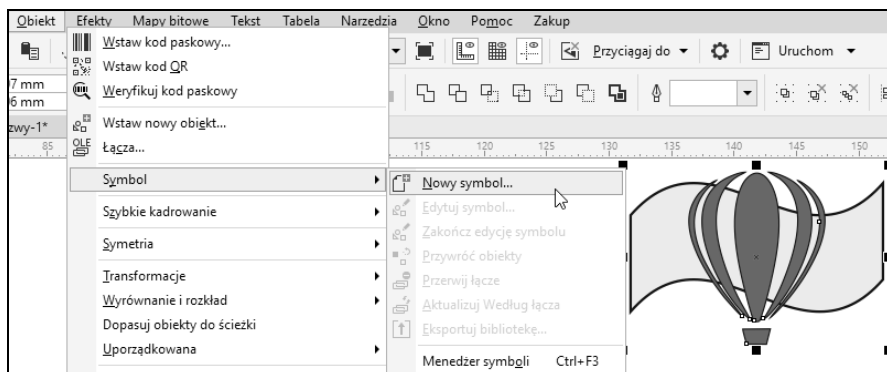 Obiekt Efekty Mapy bitowe Tekst Tabela Narzędzia Okno Pomoc Zakup
Wstaw kod paskowy...
Wstaw kod QR
Weryfikuj kod paskowy
Wstaw nowy obiekt...
OLE Łącza...
Symbol
Szybkie kadrowanie
Symetria
Transformacje
Wyrównanie i rozkład
Dopasuj obiekty do ścieżki
Uporządkowana
Przyciągaj do
Uruchom
7 mm
6 mm
zwy-1*
85 115 120 125 130 135 140 145 150
Nowy symbol...
Edytuj symbol...
Zakończ edycję symbolu
Przywróć obiekty
Przerwij łącze
Aktualizuj Według łącza
Eksportuj bibliotekę...
Menedżer symboli Ctrl+F3